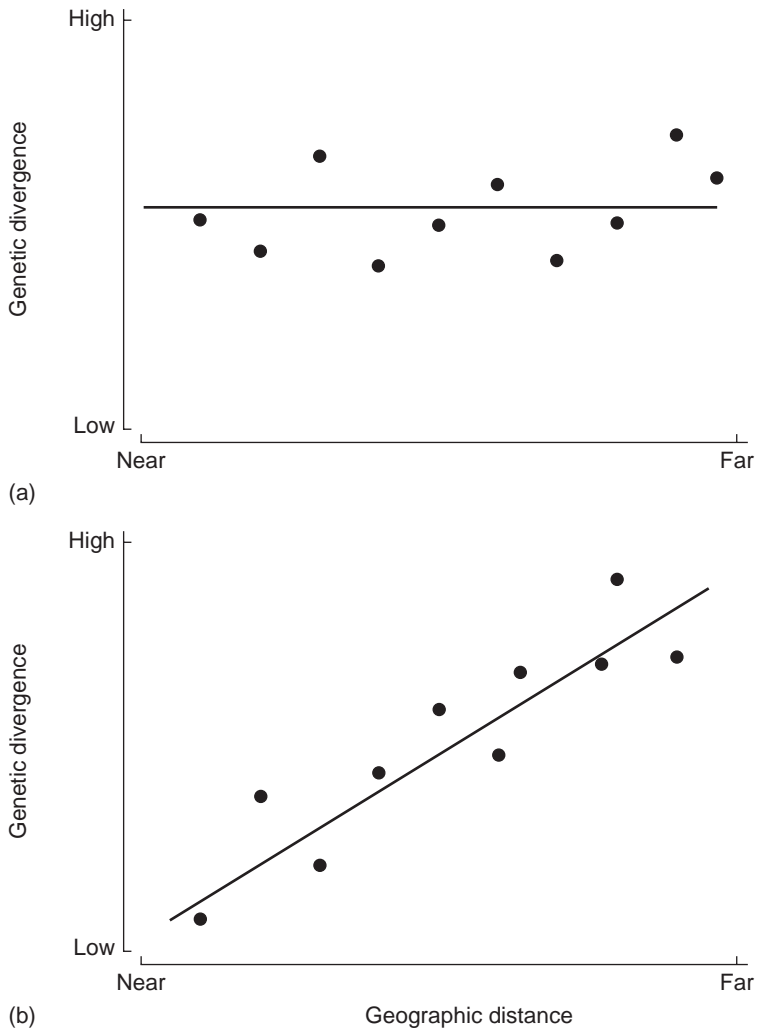 High
Genetic divergence
Low
Near Far
(a)
High
Genetic divergence
Low
Near Far
(b) Geographic distance